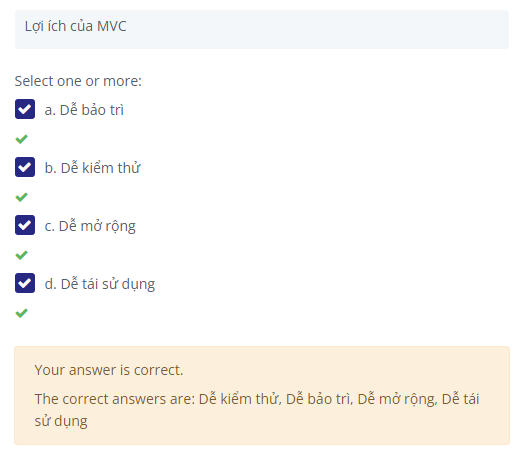 Lợi ích của MVC
Select one or more:
a. Dễ bảo trì
b. Dễ kiểm thử
c. Dễ mở rộng
d. Dễ tái sử dụng
Your answer is correct.
The correct answers are: Dễ kiểm thử, Dễ bảo trì, Dễ mở rộng, Dễ tái
sử dụng